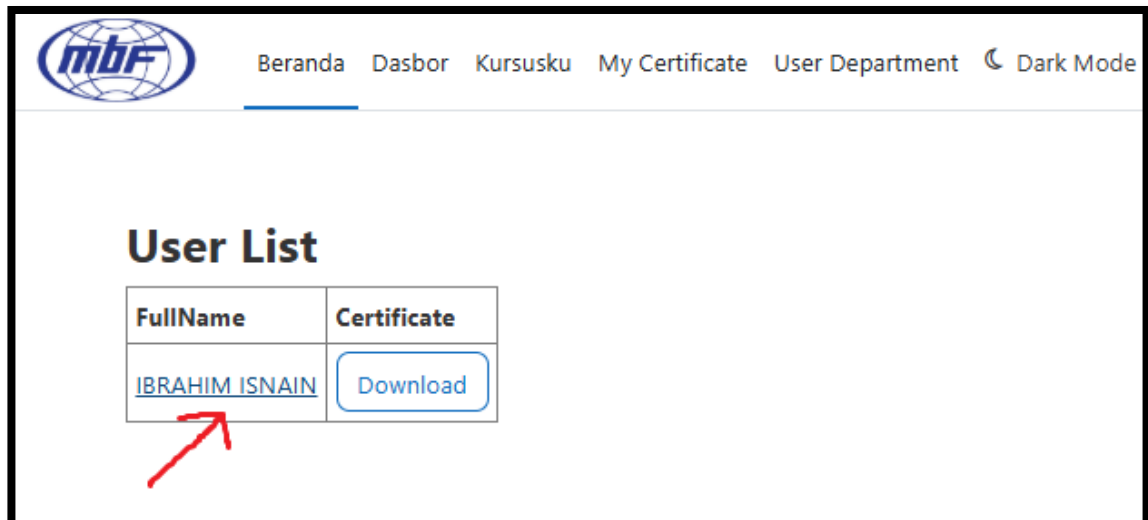 mbF
Beranda Dasbor Kursusku My Certificate User Department Dark Mode
User List
FullName Certificate
IBRAHIM ISNAIN Download